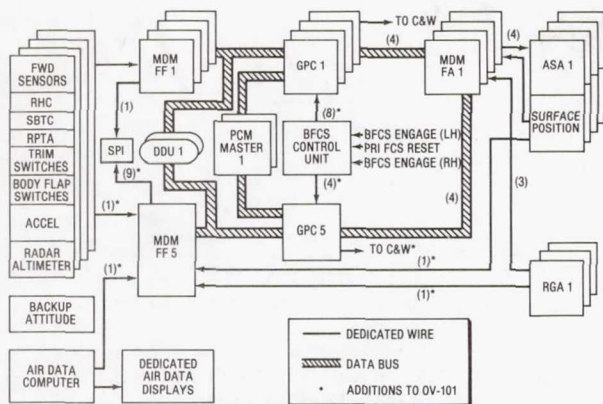 FWD
SENSORS
RHC
SBTC
RPTA
TRIM
SWITCHES
BODY FLAP
SWITCHES
ACCEL
RADAR
ALTIMETER
BACKUP
ATTITUDE
AIR DATA
COMPUTER
DEDICATED
AIR DATA
DISPLAYS
MDM
FF 1
(1)
SPI
(9)*
(1)*
(1)*
MDM
FF 5
DDU 1
PCM
MASTER
1
GPC 1
TO C&W
(4)
(8)*
BFCS
CONTROL
UNIT
BFCS ENGAGE (LH)
PRI FCS RESET
BFCS ENGAGE (RH)
(4)*
GPC 5
TO C&W*
(4)
MDM
FA 1
(4)
ASA 1
SURFACE
POSITION
(3)
(1)*
(1)*
RGA 1
DEDICATED WIRE
DATA BUS
* ADDITIONS TO OV-101